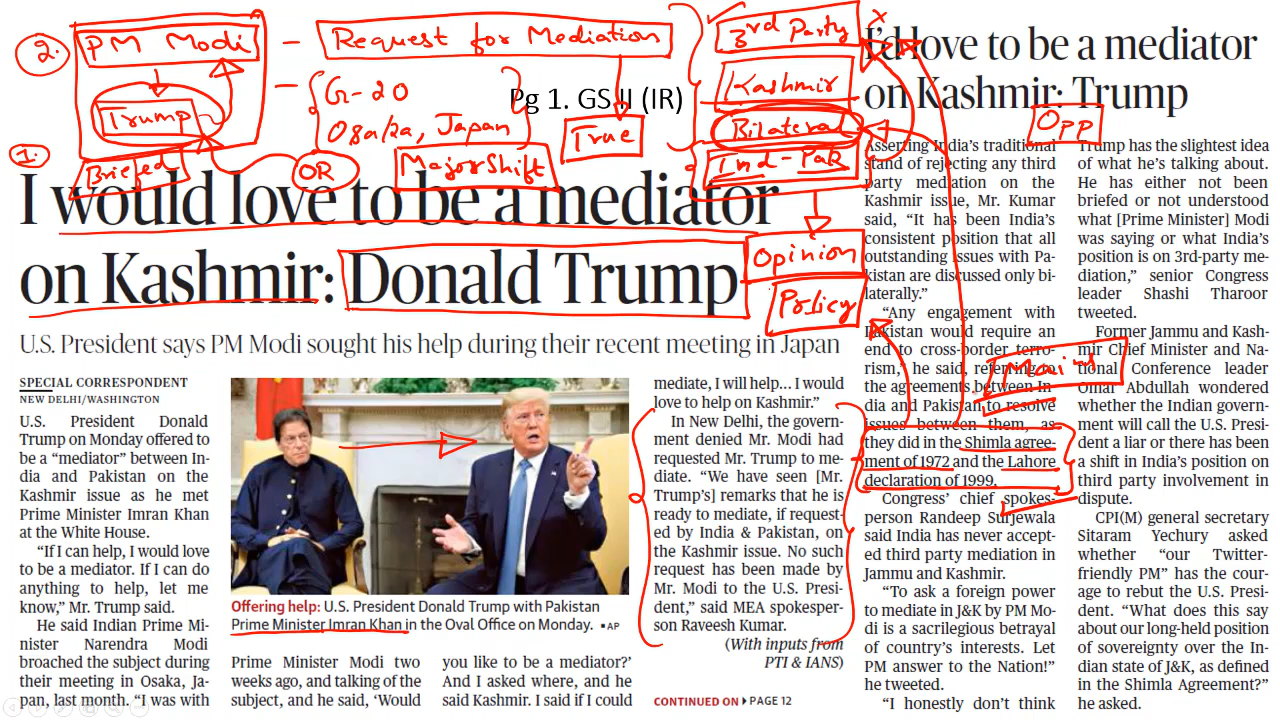 2.
PM Modi
Trump
1.
Briefed
OR
- Request for Mediation
- G-20
Osaka, Japan
Major Shift
True
3rd Party
Kashmir
Bilateral
Ind - Pak
Opinion
Policy
Opp
Pg 1. GS II (IR)
I would love to be a mediator
on Kashmir: Donald Trump
U.S. President says PM Modi sought his help during their recent meeting in Japan
SPECIAL CORRESPONDENT
NEW DELHI/WASHINGTON
U.S. President Donald
Trump on Monday offered to
be a “mediator” between In-
dia and Pakistan on the
Kashmir issue as he met
Prime Minister Imran Khan
at the White House.
“If I can help, I would love
to be a mediator. If I can do
anything to help, let me
know,” Mr. Trump said.
He said Indian Prime Mi-
nister Narendra Modi
broached the subject during
their meeting in Osaka, Ja-
pan, last month. “I was with
Offering help: U.S. President Donald Trump with Pakistan
Prime Minister Imran Khan in the Oval Office on Monday. ▪AP
Prime Minister Modi two
weeks ago, and talking of the
subject, and he said, ‘Would
you like to be a mediator?’
And I asked where, and he
said Kashmir. I said if I could
mediate, I will help... I would
love to help on Kashmir.”
In New Delhi, the govern-
ment denied Mr. Modi had
requested Mr. Trump to me-
diate. “We have seen [Mr.
Trump’s] remarks that he is
ready to mediate, if request-
ed by India & Pakistan, on
the Kashmir issue. No such
request has been made by
Mr. Modi to the U.S. Presi-
dent,” said MEA spokesper-
son Raveesh Kumar.
(With inputs from
PTI & IANS)
CONTINUED ON ▶ PAGE 12
I’d love to be a mediator
on Kashmir: Trump
Asserting India’s traditional
stand of rejecting any third
party mediation on the
Kashmir issue, Mr. Kumar
said, “It has been India’s
consistent position that all
outstanding issues with Pa-
kistan are discussed only bi-
laterally.”
“Any engagement with
Pakistan would require an
end to cross-border terro-
rism,” he said, referring to
the agreements between In-
dia and Pakistan to resolve
issues between them, as
they did in the Shimla agree-
ment of 1972 and the Lahore
declaration of 1999.
Congress’ chief spokes-
person Randeep Surjewala
said India has never accept-
ed third party mediation in
Jammu and Kashmir.
“To ask a foreign power
to mediate in J&K by PM Mo-
di is a sacrilegious betrayal
of country’s interests. Let
PM answer to the Nation!”
he tweeted.
“I honestly don’t think
Trump has the slightest idea
of what he’s talking about.
He has either not been
briefed or not understood
what [Prime Minister] Modi
was saying or what India’s
position is on 3rd-party me-
diation,” senior Congress
leader Shashi Tharoor
tweeted.
Former Jammu and Kash-
mir Chief Minister and Na-
tional Conference leader
Omar Abdullah wondered
whether the Indian govern-
ment will call the U.S. Presi-
dent a liar or there has been
a shift in India’s position on
third party involvement in
dispute.
CPI(M) general secretary
Sitaram Yechury asked
whether “our Twitter-
friendly PM” has the cour-
age to rebut the U.S. Presi-
dent. “What does this say
about our long-held position
of sovereignty over the In-
dian state of J&K, as defined
in the Shimla Agreement?”
he asked.